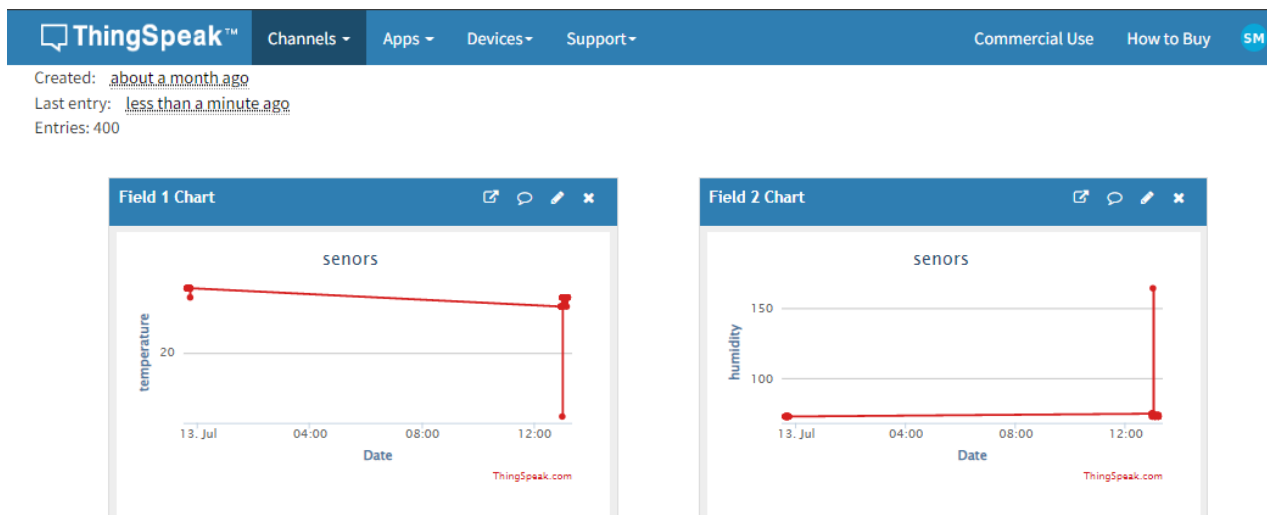 ThingSpeak™ Channels Apps Devices Support Commercial Use How to Buy SM
Created: about a month ago
Last entry: less than a minute ago
Entries: 400
Field 1 Chart
senors
temperature
20
13. Jul 04:00 08:00 12:00
Date
ThingSpeak.com
Field 2 Chart
senors
humidity
150
100
13. Jul 04:00 08:00 12:00
Date
ThingSpeak.com